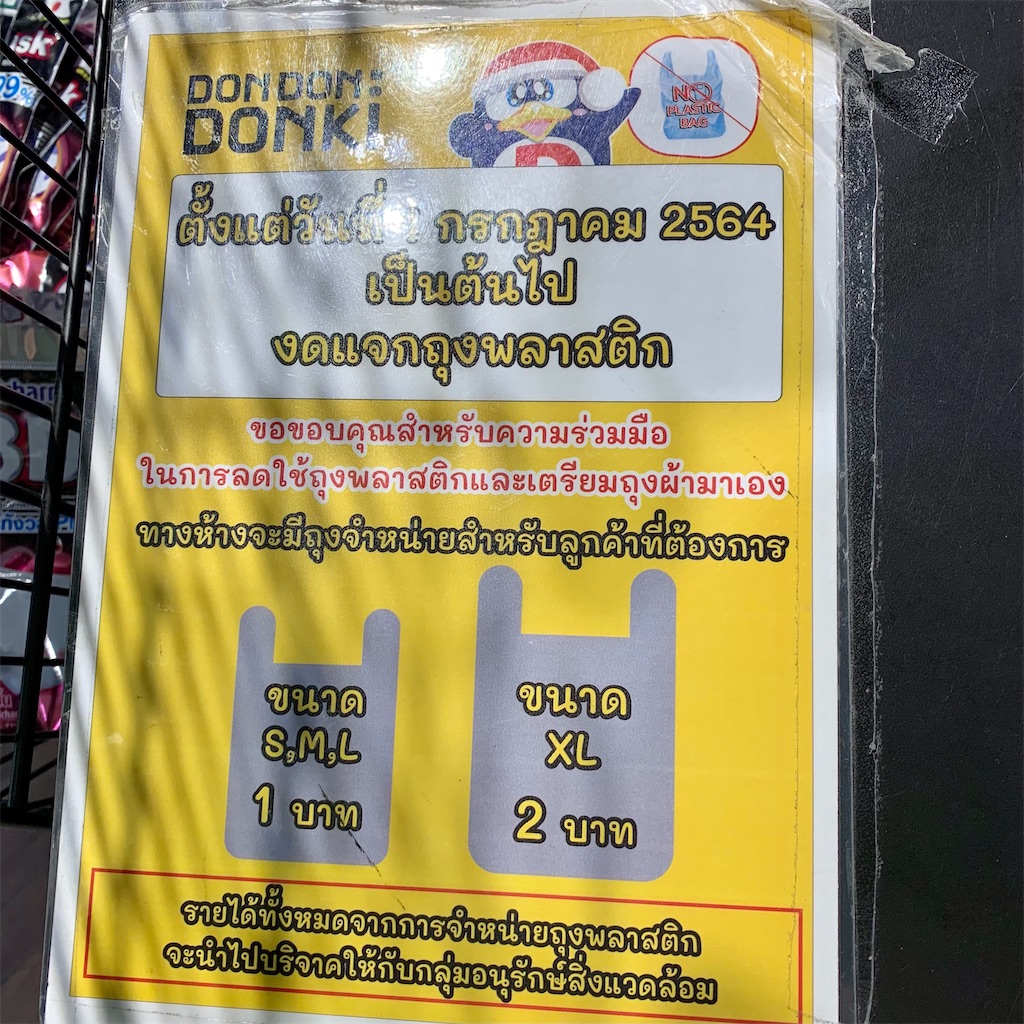 DON DON:
DONKI
NO
PLASTIC
BAG
ตั้งแต่วันที่ 1 กรกฎาคม 2564
เป็นต้นไป
งดแจกถุงพลาสติก
ขอขอบคุณสำหรับความร่วมมือ
ในการลดใช้ถุงพลาสติกและเตรียมถุงผ้ามาเอง
ทางห้างจะมีถุงจำหน่ายสำหรับลูกค้าที่ต้องการ
ขนาด
S,M,L
1 บาท
ขนาด
XL
2 บาท
รายได้ทั้งหมดจากการจำหน่ายถุงพลาสติก
จะนำไปบริจาคให้กับกลุ่มอนุรักษ์สิ่งแวดล้อม